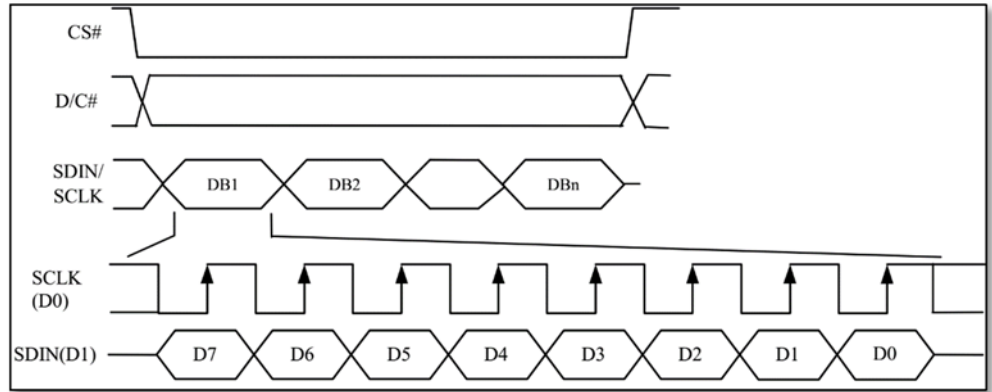 CS#
D/C#
SDIN/
SCLK
DB1 DB2 DBn
SCLK
(D0)
SDIN(D1) D7 D6 D5 D4 D3 D2 D1 D0